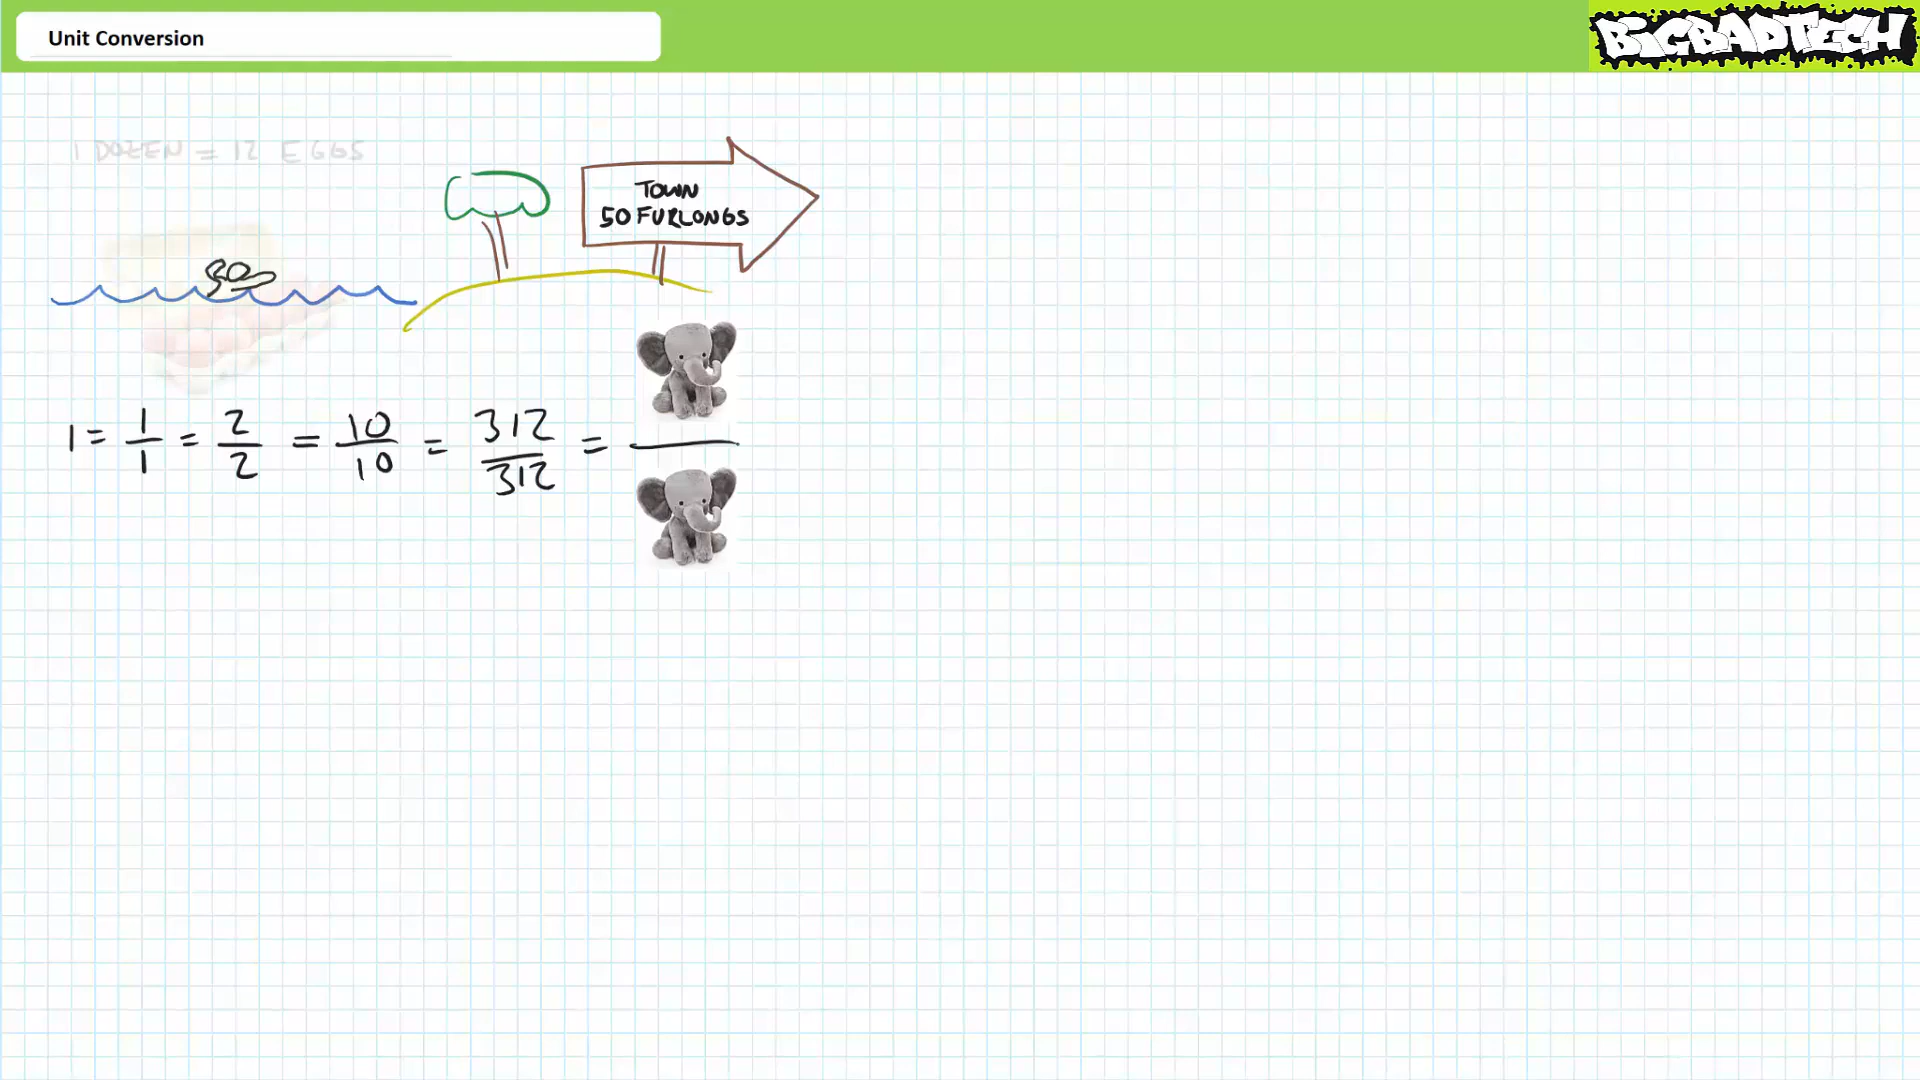 Unit Conversion
BIGBADTECH
1 DOZEN = 12 EGGS
TOWN
50 FURLONGS
1 = 1/1 = 2/2 = 10/10 = 312/312 =